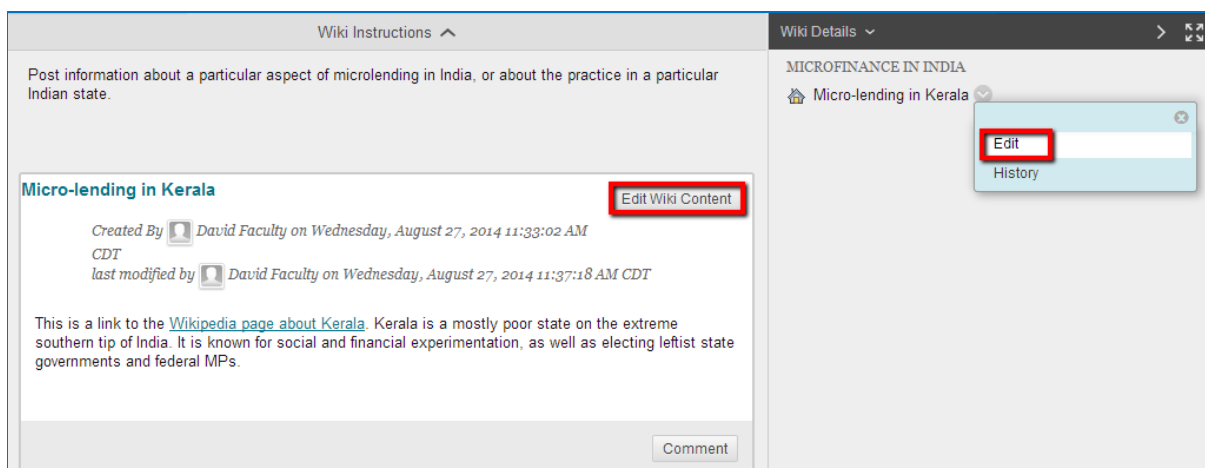 Wiki Instructions
Post information about a particular aspect of microlending in India, or about the practice in a particular
Indian state.
Micro-lending in Kerala
Edit Wiki Content
Created By David Faculty on Wednesday, August 27, 2014 11:33:02 AM
CDT
last modified by David Faculty on Wednesday, August 27, 2014 11:37:18 AM CDT
This is a link to the Wikipedia page about Kerala. Kerala is a mostly poor state on the extreme
southern tip of India. It is known for social and financial experimentation, as well as electing leftist state
governments and federal MPs.
Comment
Wiki Details
MICROFINANCE IN INDIA
Micro-lending in Kerala
Edit
History